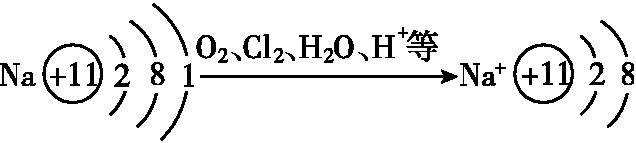 O₂、Cl₂、H₂O、H⁺等
Na +11 2 8 1 Na⁺ +11 2 8